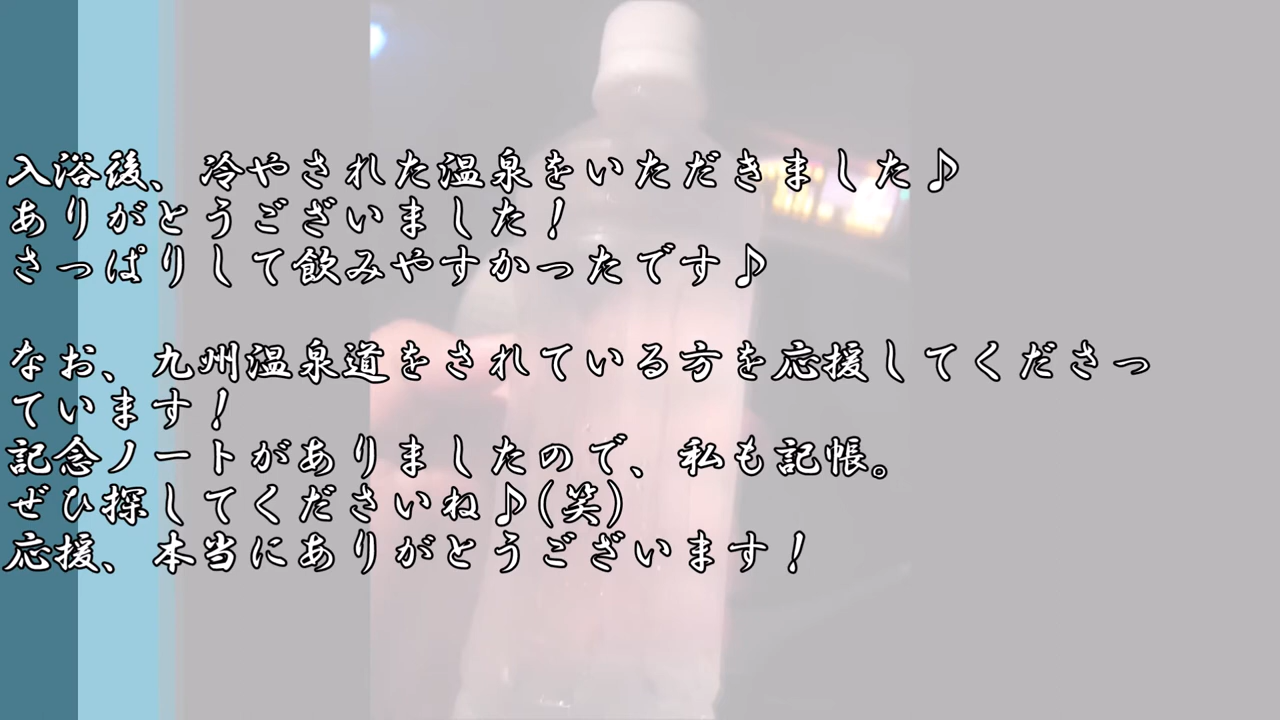 入浴後、冷やされた温泉をいただきました♪
ありがとうございました！
さっぱりして飲みやすかったです♪
なお、九州温泉道をされている方を応援してくださっ
ています！
記念ノートがありましたので、私も記帳。
ぜひ探してくださいね♪(笑)
応援、本当にありがとうございます！